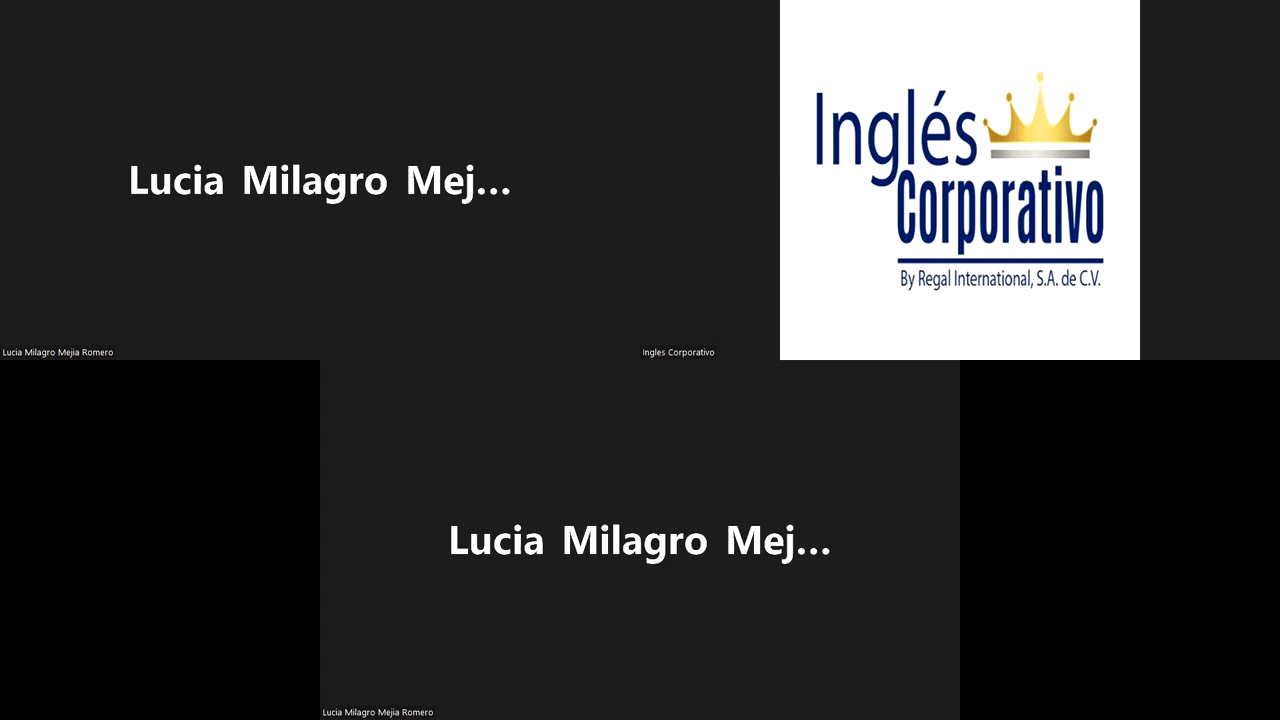 Lucia Milagro Mej...
Lucia Milagro Mejia Romero
Inglés
Corporativo
By Regal International, S.A. de C.V.
Ingles Corporativo
Lucia Milagro Mej...
Lucia Milagro Mejia Romero